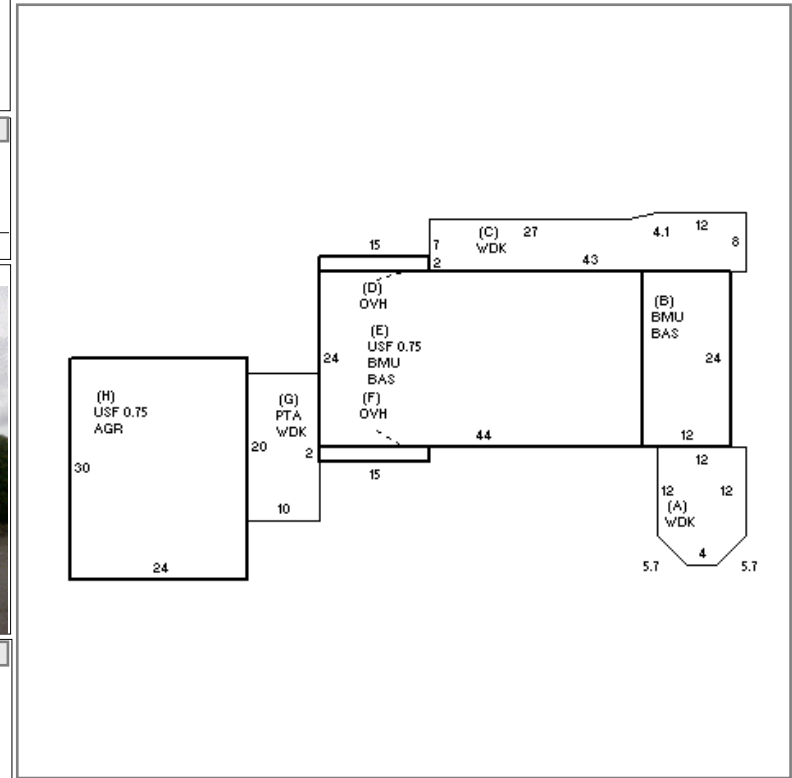 15
7
2
(C)
WDK
27
4.1
12
8
43
(D)
OVH
(E)
USF 0.75
BMU
BAS
(F)
OVH
24
(B)
BMU
BAS
24
44
12
2
15
(H)
USF 0.75
AGR
30
24
(G)
PTA
WDK
20
10
12
12
12
(A)
WDK
4
5.7
5.7